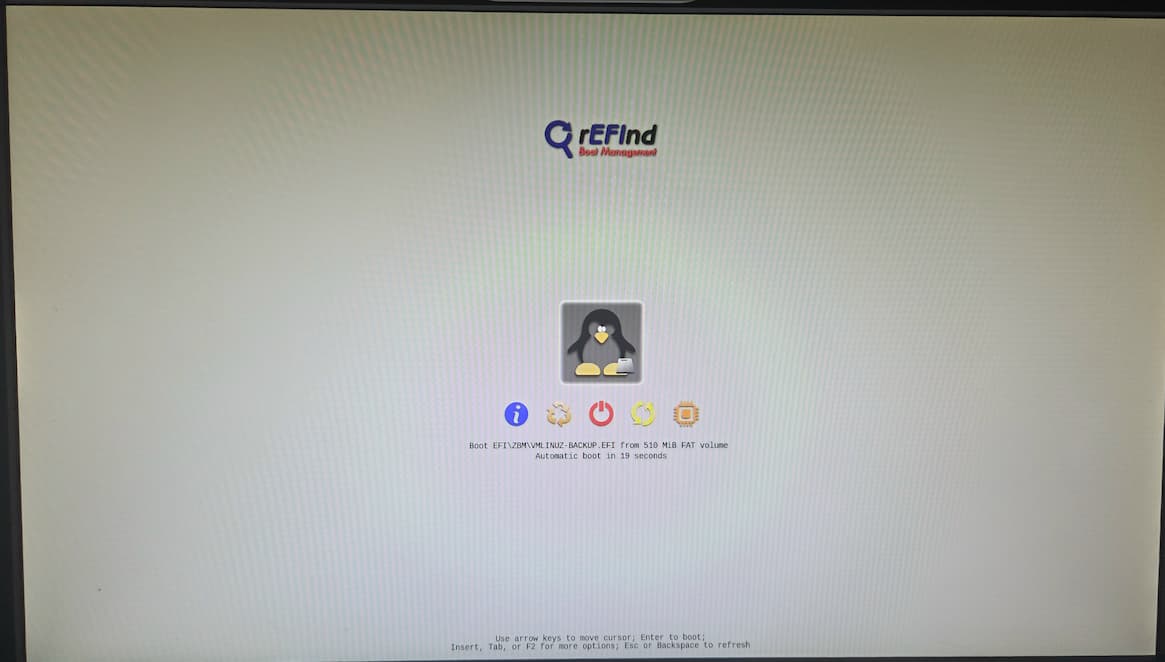 rEFInd
Boot Management
Boot EFI\ZBM\VMLINUZ-BACKUP.EFI from 510 MiB FAT volume
Automatic boot in 19 seconds
Use arrow keys to move cursor; Enter to boot;
Insert, Tab, or F2 for more options; Esc or Backspace to refresh